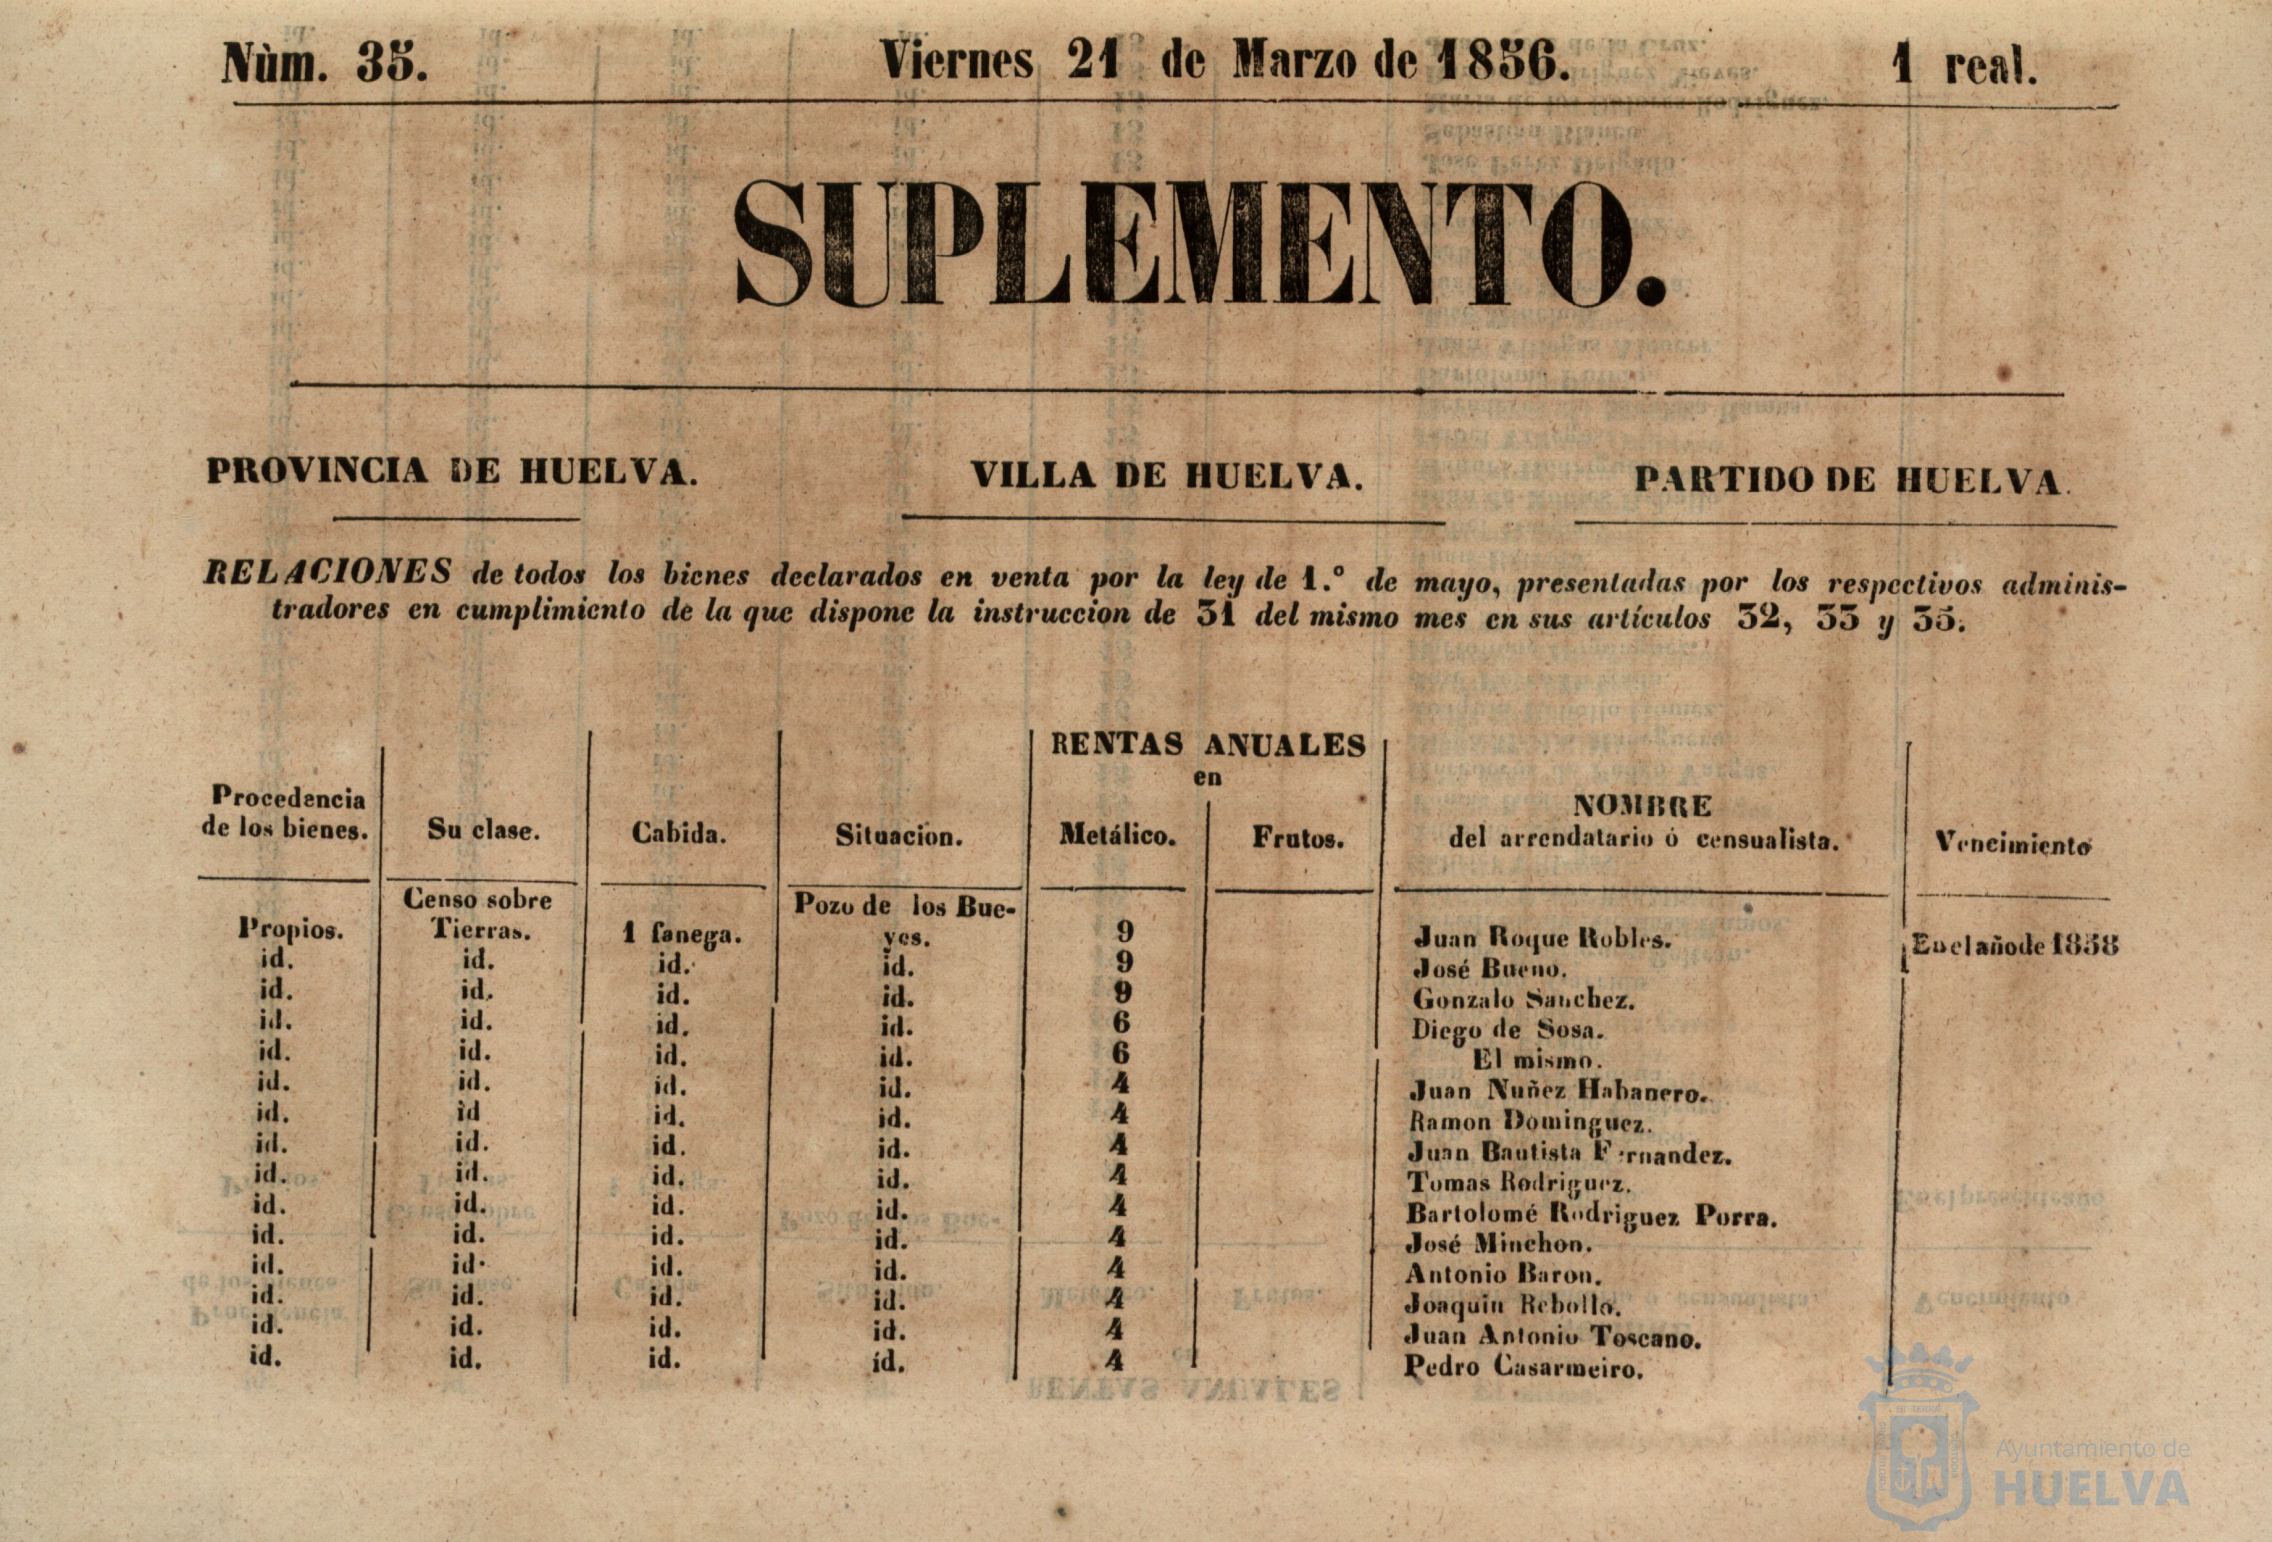 Nùm. 35. Viernes 21 de Marzo de 1856. 1 real.
SUPLEMENTO.
PROVINCIA DE HUELVA. VILLA DE HUELVA. PARTIDO DE HUELVA.
RELACIONES de todos los bienes declarados en venta por la ley de 1.º de mayo, presentadas por los respectivos adminis-
tradores en cumplimiento de la que dispone la instruccion de 31 del mismo mes en sus artículos 32, 33 y 35.
RENTAS ANUALES
en
Procedencia
de los bienes. Su clase. Cabida. Situacion. Metálico. Frutos. NOMBRE
del arrendatario ò censualista. Vencimiento
Censo sobre Pozo de los Bue-
Propios. Tierras. 1 fanega. yes. 9 Juan Roque Robles. En el año de 1858
id. id. id. id. 9 José Bueno.
id. id. id. id. 9 Gonzalo Sanchez.
id. id. id. id. 6 Diego de Sosa.
id. id. id. id. 6 El mismo.
id. id. id. id. 4 Juan Nuñez Habanero.
id. id id. id. 4 Ramon Dominguez.
id. id. id. id. 4 Juan Bautista Fernandez.
id. id. id. id. 4 Tomas Rodriguez.
id. id. id. id. 4 Bartolomé Rodriguez Porra.
id. id. id. id. 4 José Minchon.
id. id. id. id. 4 Antonio Baron.
id. id. id. id. 4 Joaquin Rebollo.
id. id. id. id. 4 Juan Antonio Toscano.
id. id. id. id. 4 Pedro Casarmeiro.
Ayuntamiento de
HUELVA